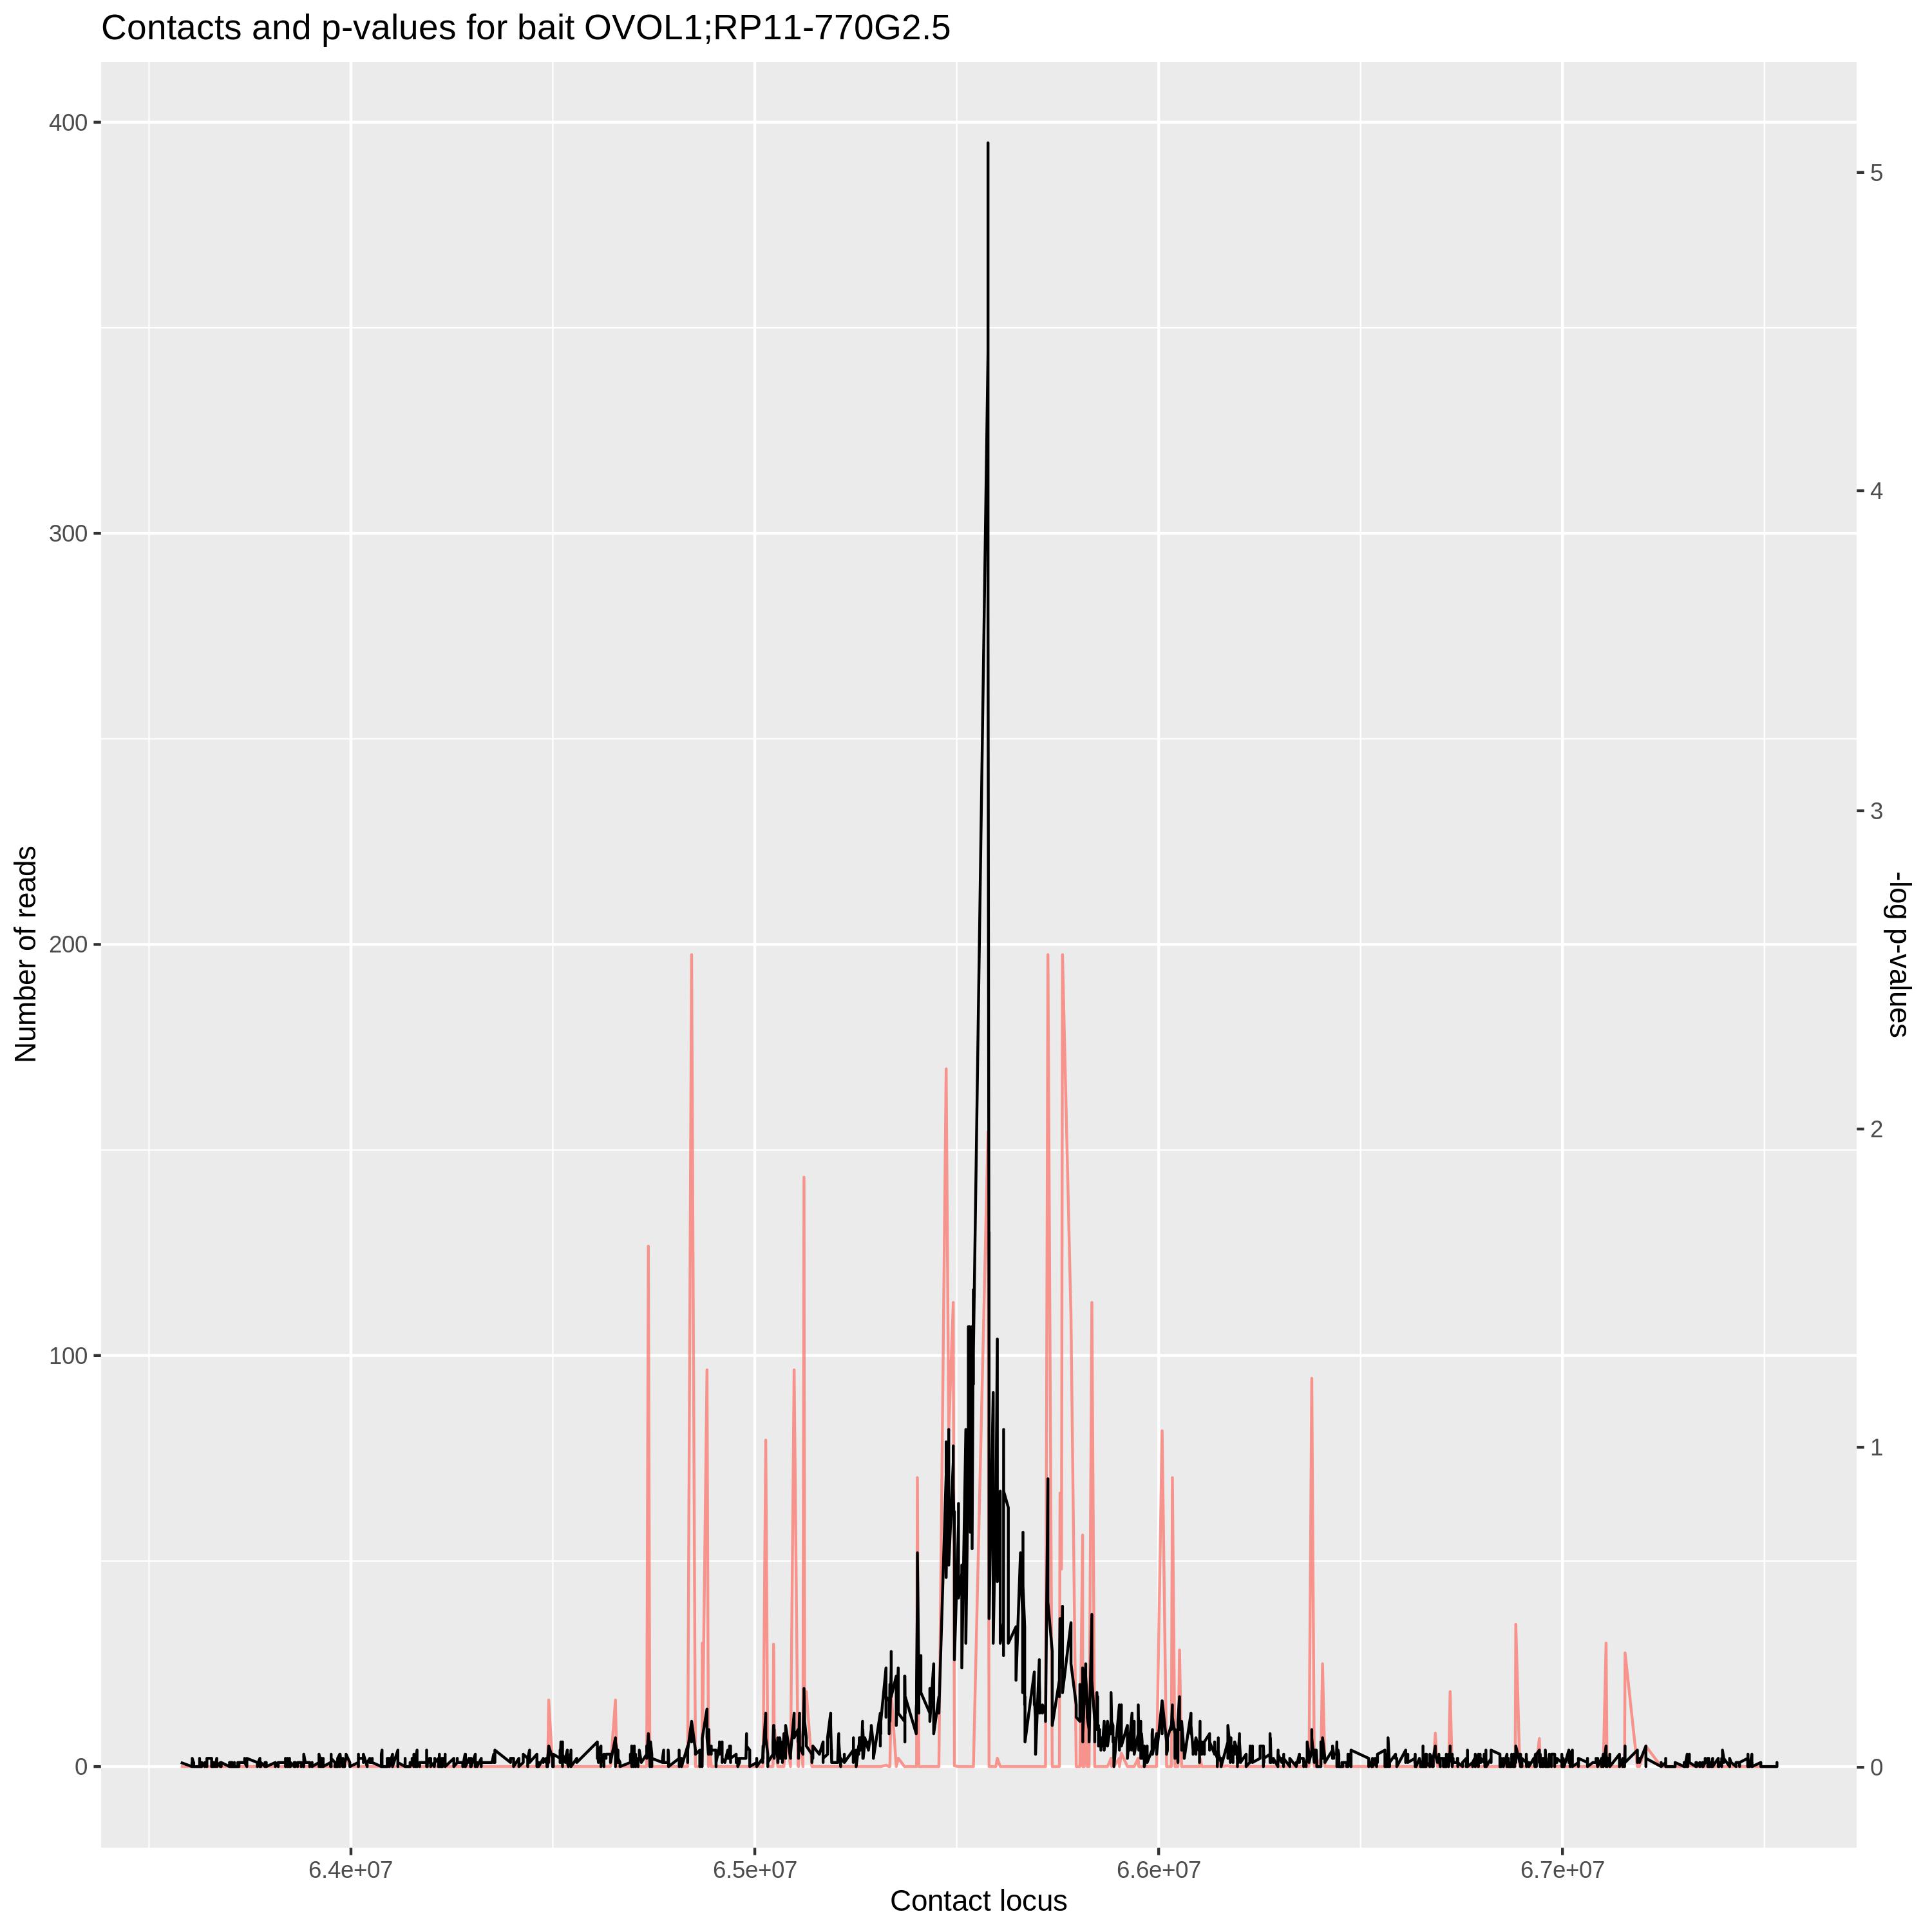 Contacts and p-values for bait OVOL1;RP11-770G2.5
400
300
200
100
0
5
4
3
2
1
0
Number of reads
-log p-values
6.4e+07 6.5e+07 6.6e+07 6.7e+07
Contact locus